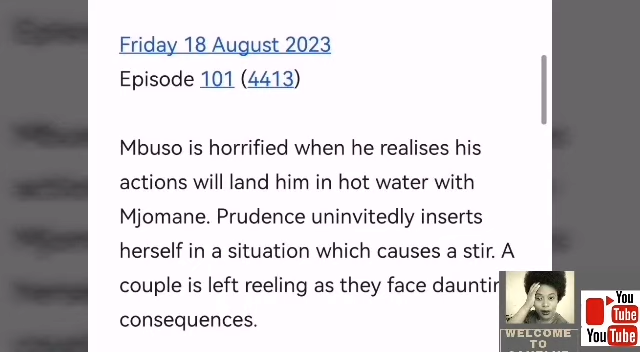 Friday 18 August 2023
Episode 101 (4413)
Mbuso is horrified when he realises his
actions will land him in hot water with
Mjomane. Prudence uninvitedly inserts
herself in a situation which causes a stir. A
couple is left reeling as they face
consequences.
WELCOME
TO
You
Tube
YouTube